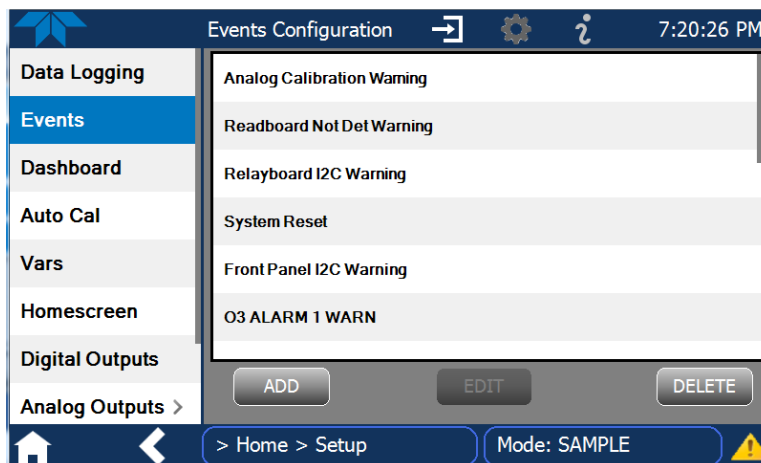 Events Configuration
7:20:26 PM
Data Logging
Events
Dashboard
Auto Cal
Vars
Homescreen
Digital Outputs
Analog Outputs >
Analog Calibration Warning
Readboard Not Det Warning
Relayboard I2C Warning
System Reset
Front Panel I2C Warning
O3 ALARM 1 WARN
ADD
EDIT
DELETE
> Home > Setup
Mode: SAMPLE